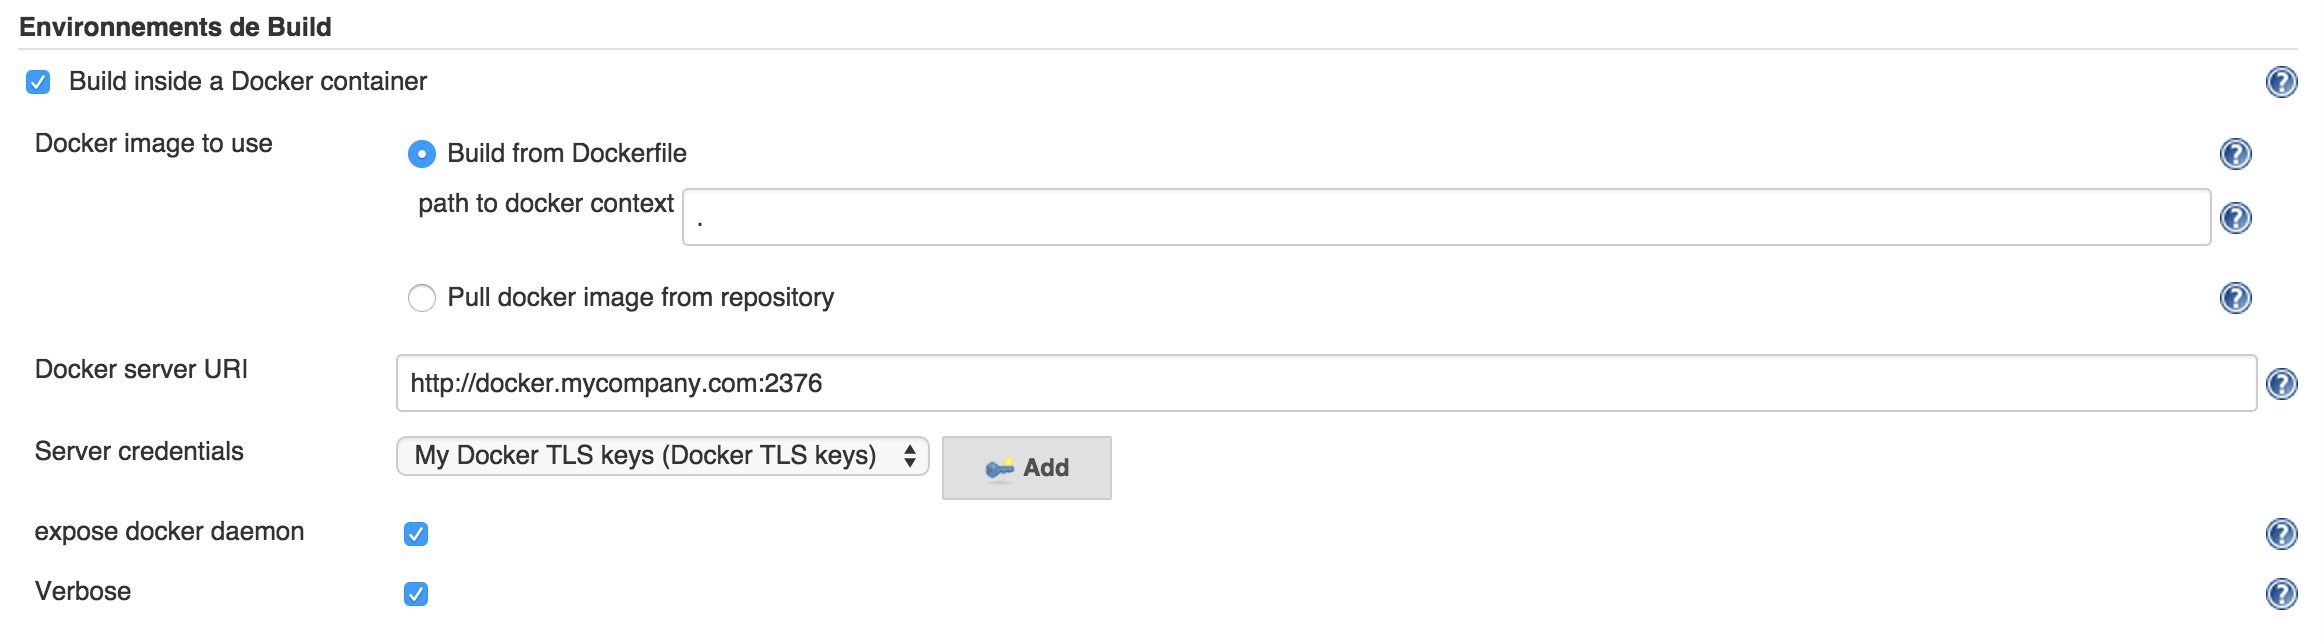 Environnements de Build
Build inside a Docker container
Docker image to use
Build from Dockerfile
path to docker context .
Pull docker image from repository
Docker server URI http://docker.mycompany.com:2376
Server credentials My Docker TLS keys (Docker TLS keys) Add
expose docker daemon
Verbose